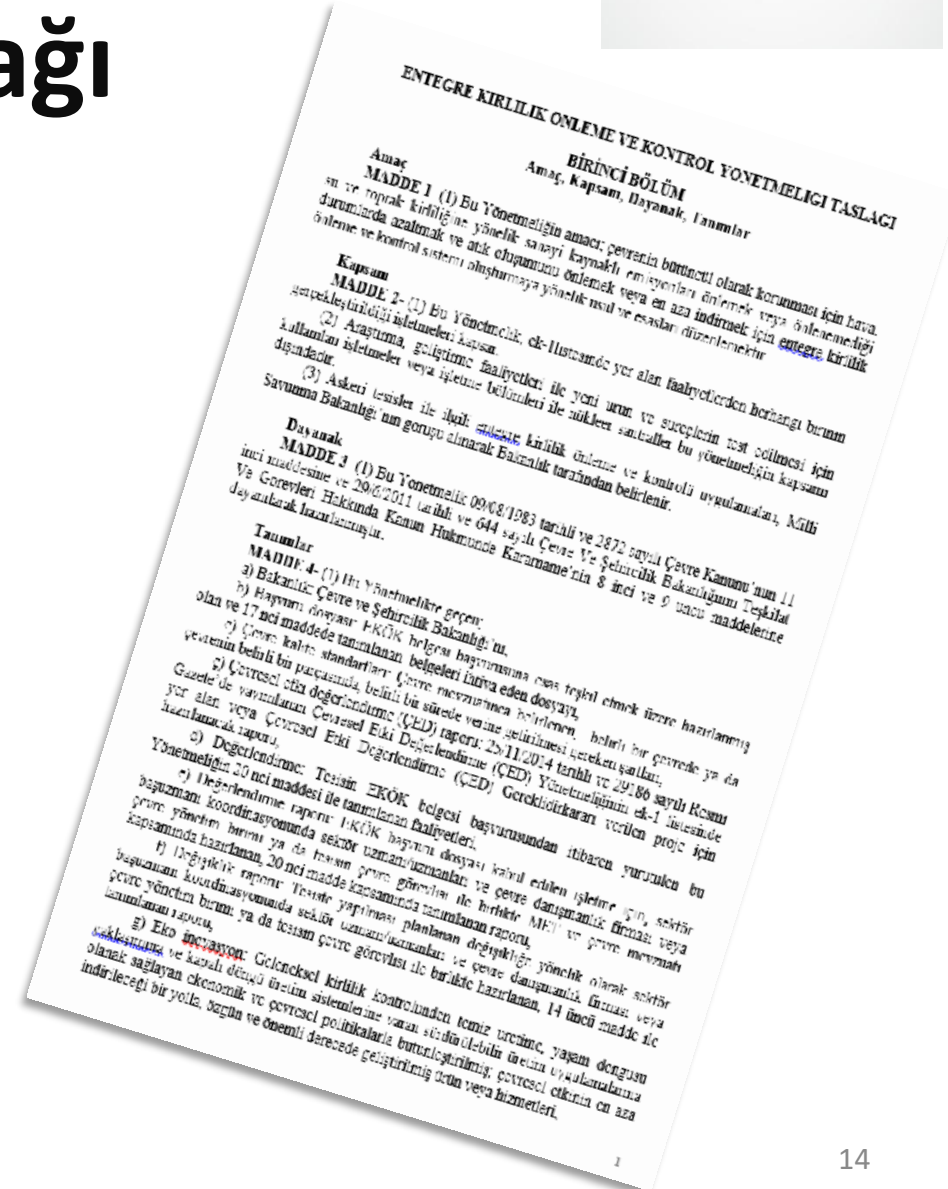 ağı
ENTEGRE KIRLILIK ONLEME VE KONTROL YONETMELIGI TASLAGI
BİRİNCİ BÖLÜM
Amaç, Kapsam, Dayanak, Tanımlar
Amaç
MADDE 1 (1) Bu Yönetmeliğin amacı; çevrenin bütüncül olarak korunması için hava,
su ve toprak kirliliğine yönelik sanayi kaynaklı emisyonları önlemek veya önlenemediği
durumlarda azaltmak ve atık oluşumunu önlemek veya en aza indirmek için entegre kirlilik
önleme ve kontrol sistemi oluşturmaya yönelik usul ve esasları düzenlemektir.
Kapsam
MADDE 2- (1) Bu Yönetmelik, ek-1 listesinde yer alan faaliyetlerden herhangi birinin
gerçekleştirildiği işletmeleri kapsar.
(2) Araştırma, geliştirme faaliyetleri ile yeni ürün ve süreçlerin test edilmesi için
kullanılan işletmeler veya işletme bölümleri ile nükleer santraller bu yönetmeliğin kapsamı
dışındadır.
(3) Askeri tesisler ile ilgili entegre kirlilik önleme ve kontrolü uygulamaları, Milli
Savunma Bakanlığı'nın görüşü alınarak Bakanlık tarafından belirlenir.
Dayanak
MADDE 3 (1) Bu Yönetmelik 09/08/1983 tarihli ve 2872 sayılı Çevre Kanunu'nun 11
inci maddesine ve 29/6/2011 tarihli ve 644 sayılı Çevre Ve Şehircilik Bakanlığının Teşkilat
Ve Görevleri Hakkında Kanun Hükmünde Kararname'nin 8 inci ve 9 uncu maddelerine
dayanılarak hazırlanmıştır.
Tanımlar
MADDE 4- (1) Bu Yönetmelikte geçen;
a) Bakanlık: Çevre ve Şehircilik Bakanlığı'nı,
b) Başvuru dosyası: EKÖK belgesi başvurusuna esas teşkil etmek üzere hazırlanmış
olan ve 17 nci maddede tanımlanan belgeleri ihtiva eden dosyayı,
c) Çevre kalite standartları: Çevre mevzuatınca belirlenen, belirli bir çevrede ya da
çevrenin belirli bir parçasında, belirli bir sürede yerine getirilmesi gereken şartları,
ç) Çevresel etki değerlendirme (ÇED) raporu: 25/11/2014 tarihli ve 29186 sayılı Resmi
Gazete'de yayımlanan Çevresel Etki Değerlendirme (ÇED) Yönetmeliğinin ek-1 listesinde
yer alan veya Çevresel Etki Değerlendirme (ÇED) Gereklidirkararı verilen proje için
hazırlanacak raporu,
d) Değerlendirme: Tesisin EKÖK belgesi başvurusundan itibaren yürütülen bu
Yönetmeliğin 20 nci maddesi ile tanımlanan faaliyetleri,
e) Değerlendirme raporu: EKÖK başvuru dosyası kabul edilen işletme için, sektör
başuzmanı koordinasyonunda sektör uzmanı/uzmanları ve çevre danışmanlık firması veya
çevre yönetim birimi ya da tesisin çevre görevlisi ile birlikte MET ve çevre mevzuatı
kapsamında hazırlanan, 20 nci madde kapsamında tanımlanan raporu,
f) Değişiklik raporu: Tesiste yapılması planlanan değişikliğe yönelik olarak sektör
başuzmanı koordinasyonunda sektör uzmanı/uzmanları ve çevre danışmanlık firması veya
çevre yönetim birimi ya da tesisin çevre görevlisi ile birlikte hazırlanan, 14 üncü madde ile
tanımlanan raporu,
g) Eko inovasyon: Geleneksel kirlilik kontrolünden temiz üretime, yaşam döngüsü
yaklaşımına ve kapalı döngü üretim sistemlerine varan sürdürülebilir üretim uygulamalarına
olanak sağlayan ekonomik ve çevresel politikalarla bütünleştirilmiş; çevresel etkinin en aza
indirileceği bir yolla, özgün ve önemli derecede geliştirilmiş ürün veya hizmetleri,
1
14